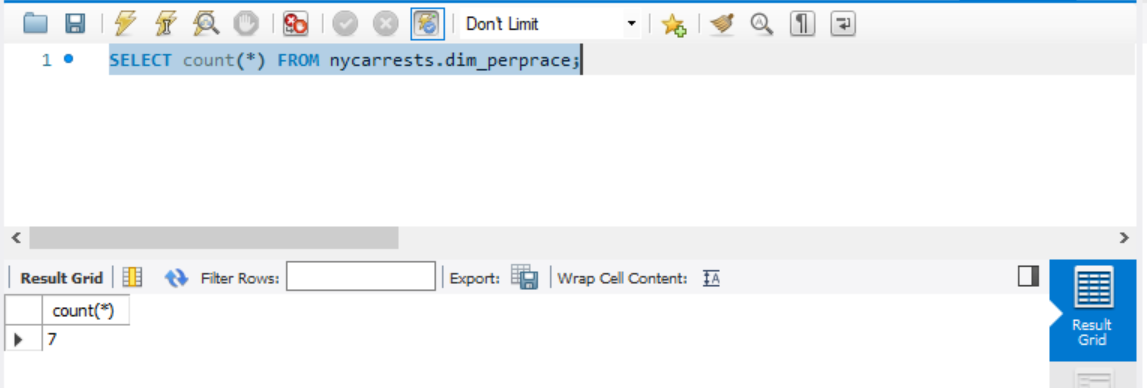 Don't Limit
1 SELECT count(*) FROM nycarrests.dim_perprace;
Result Grid Filter Rows: Export: Wrap Cell Content: IA
count(*)
7
Result
Grid